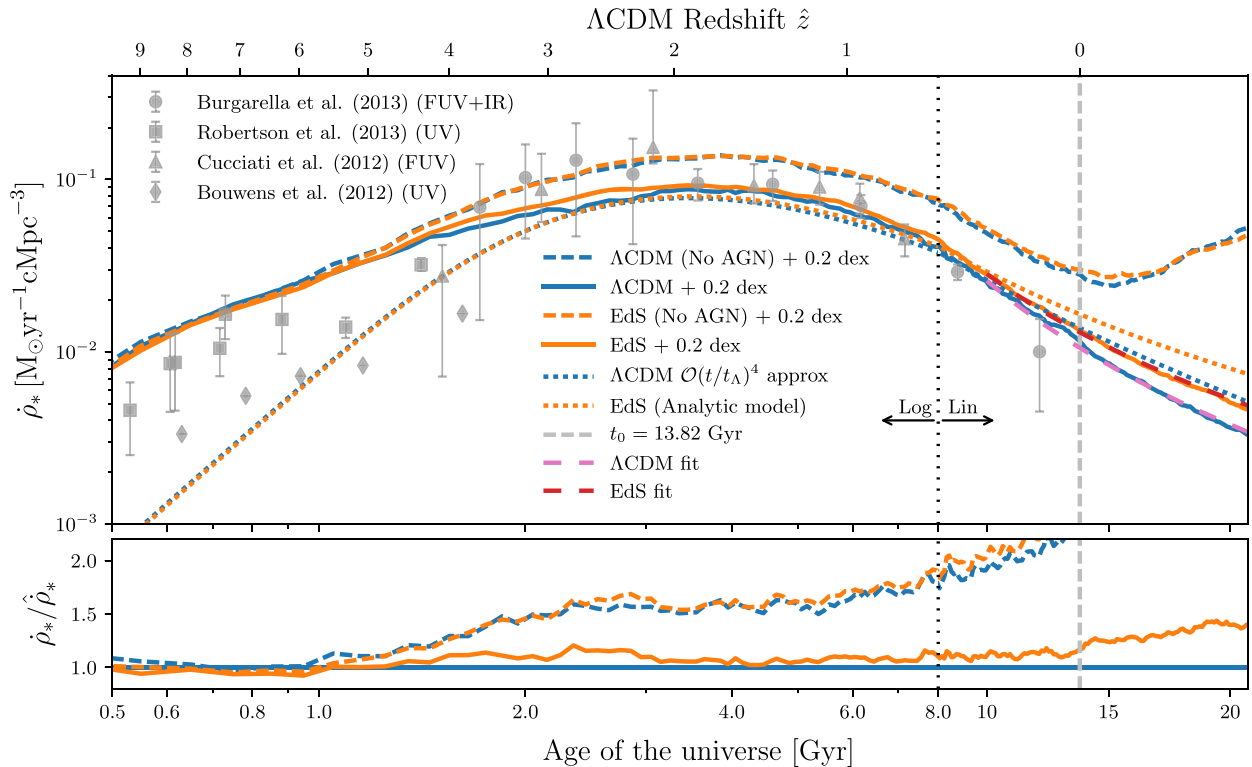 ΛCDM Redshift ẑ
9 8 7 6 5 4 3 2 1 0
10⁻¹
10⁻²
10⁻³
ρ̇* [M⊙yr⁻¹cMpc⁻³]
Burgarella et al. (2013) (FUV+IR)
Robertson et al. (2013) (UV)
Cucciati et al. (2012) (FUV)
Bouwens et al. (2012) (UV)
ΛCDM (No AGN) + 0.2 dex
ΛCDM + 0.2 dex
EdS (No AGN) + 0.2 dex
EdS + 0.2 dex
ΛCDM 𝒪(t/t_Λ)⁴ approx
EdS (Analytic model)
t₀ = 13.82 Gyr
ΛCDM fit
EdS fit
Log Lin
2.0
1.5
1.0
ρ̇*/ρ̇̂*
0.5 0.6 0.8 1.0 2.0 4.0 6.0 8.0 10 15 20
Age of the universe [Gyr]